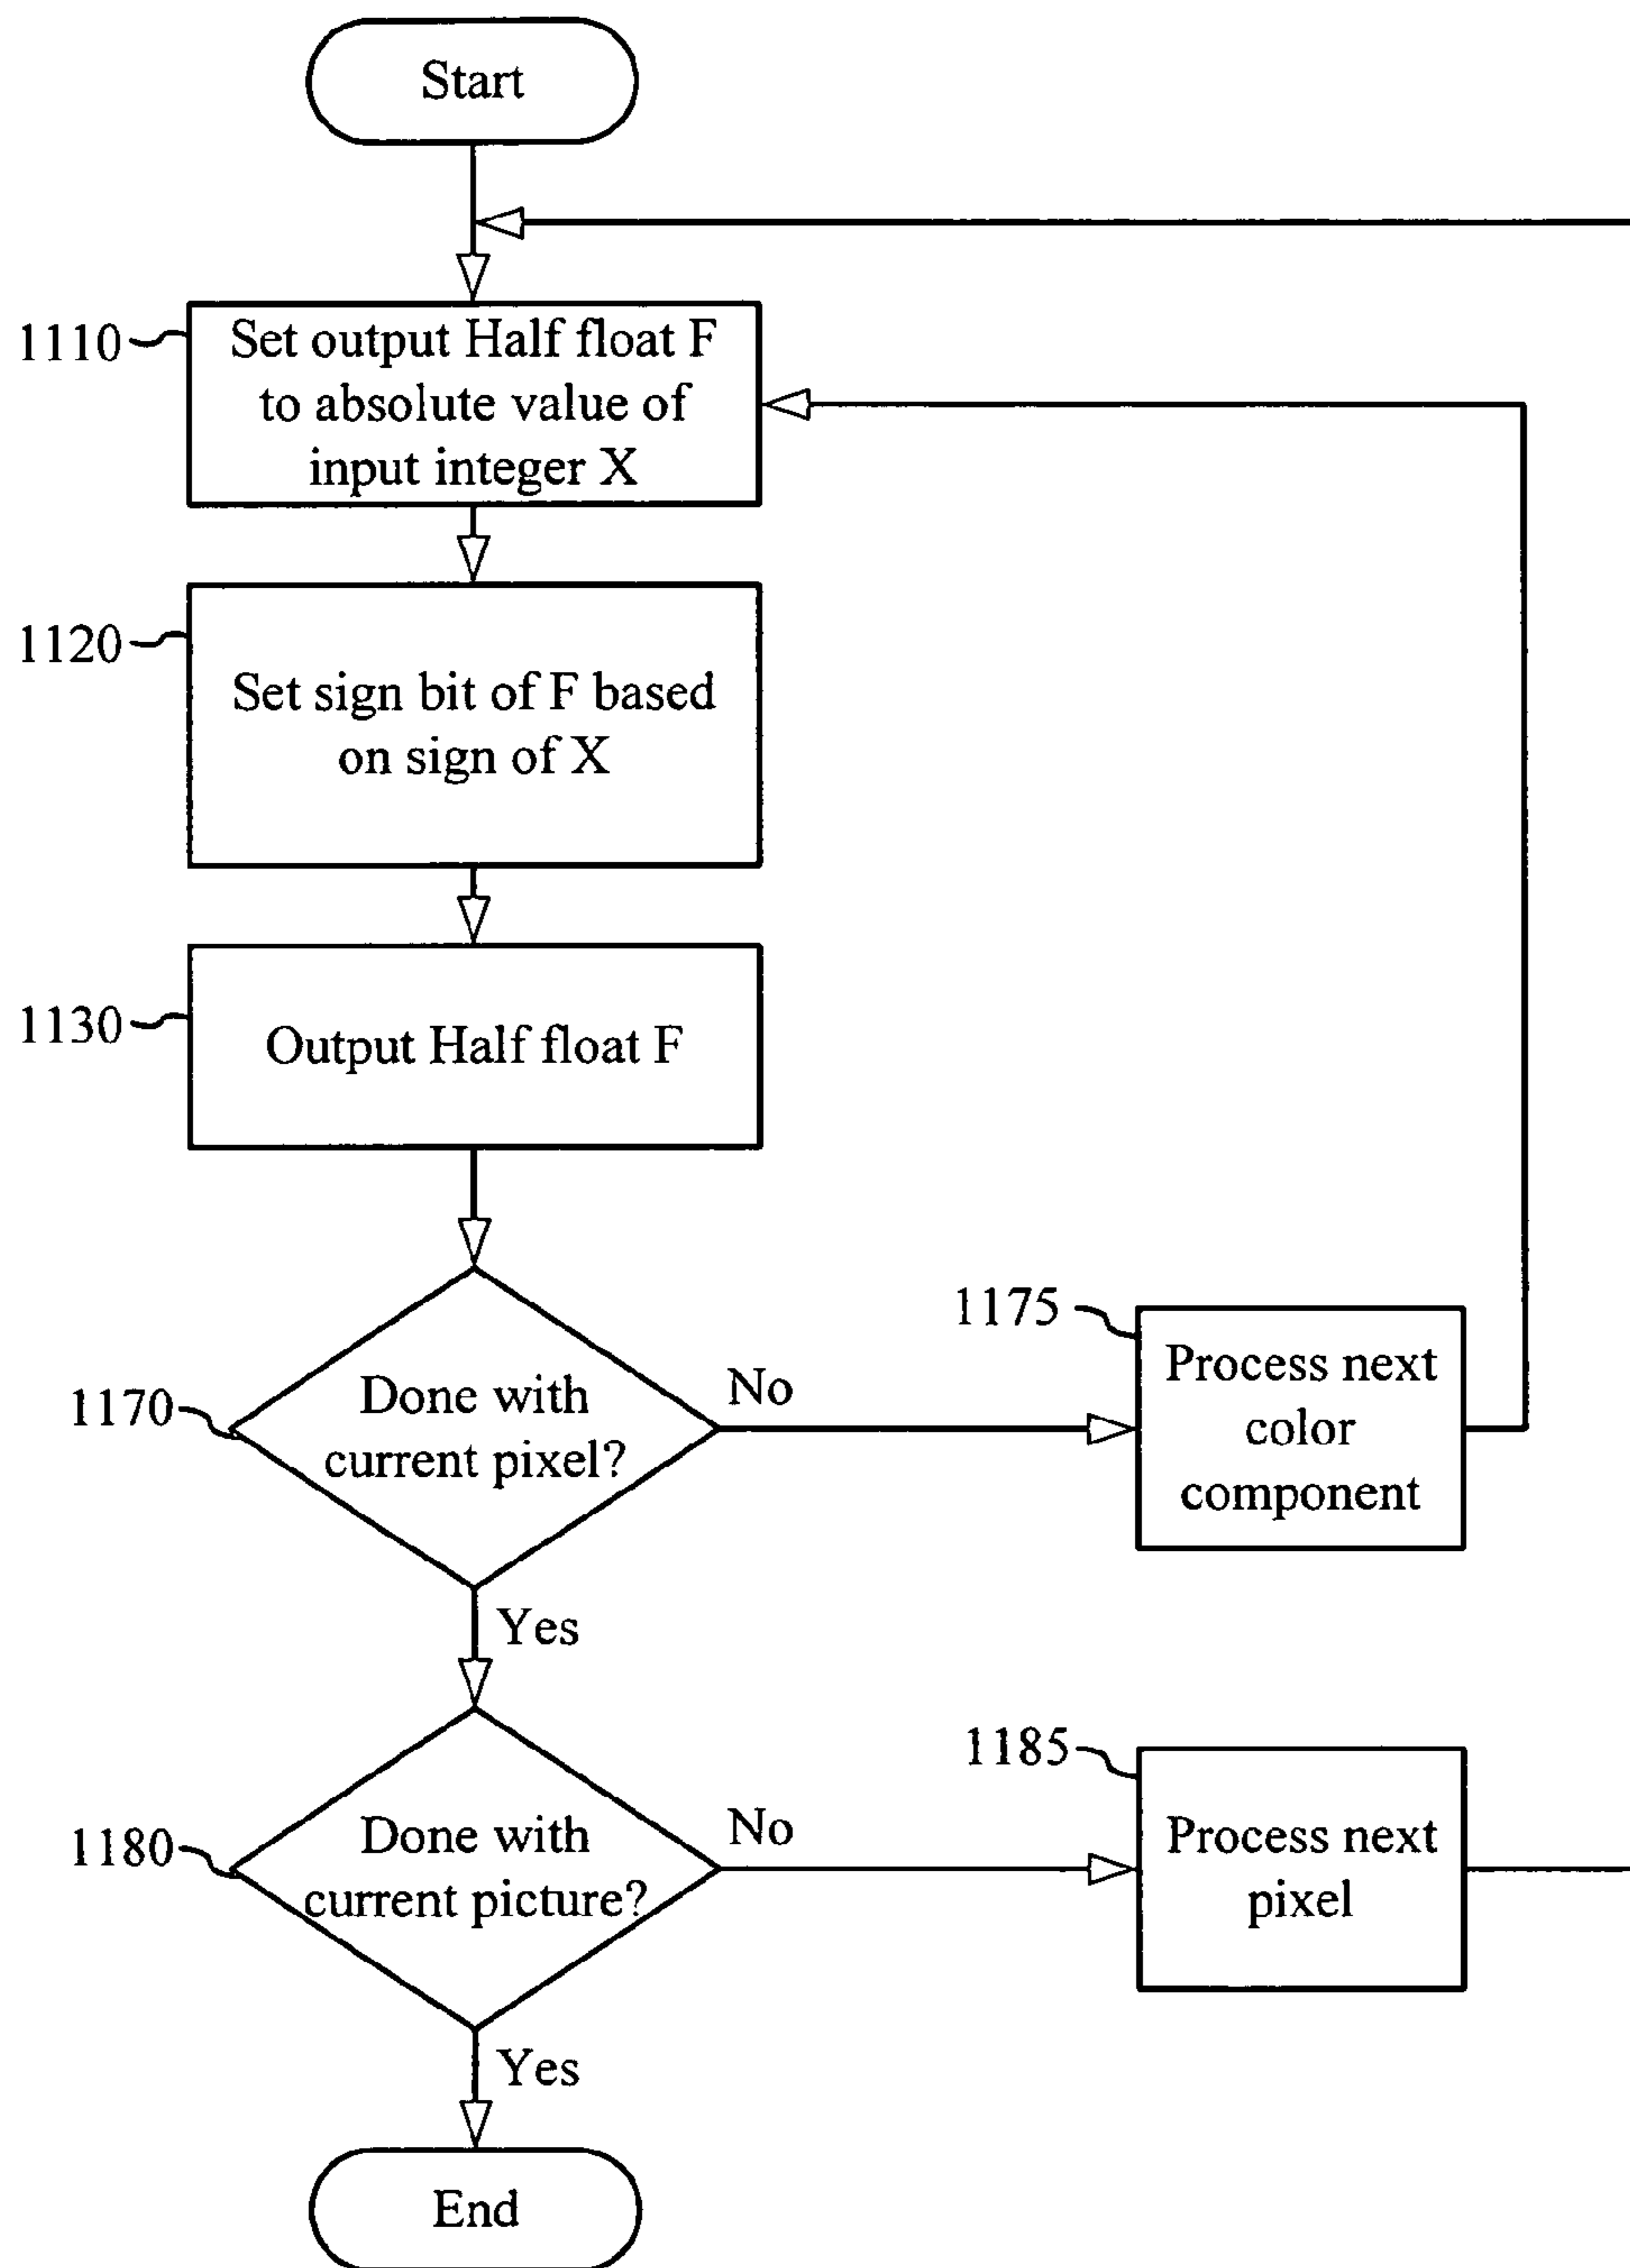 Start
1110
Set output Half float F
to absolute value of
input integer X
1120
Set sign bit of F based
on sign of X
1130
Output Half float F
1170
Done with
current pixel?
No
1175
Process next
color
component
Yes
1180
Done with
current picture?
No
1185
Process next
pixel
Yes
End